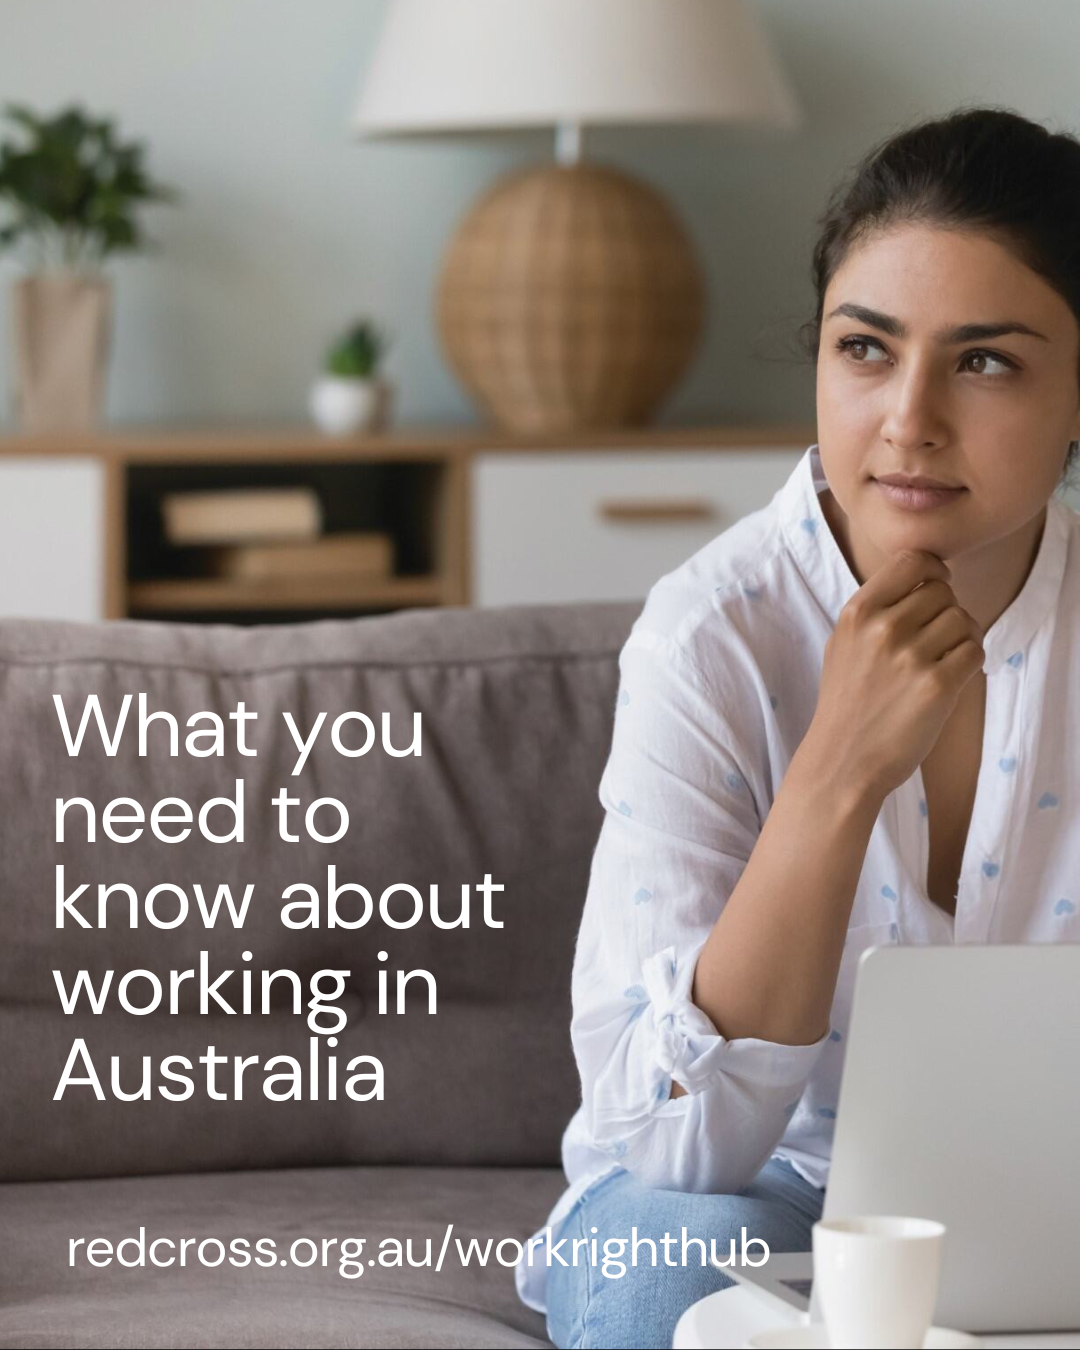 What you
need to
know about
working in
Australia
redcross.org.au/workrighthub